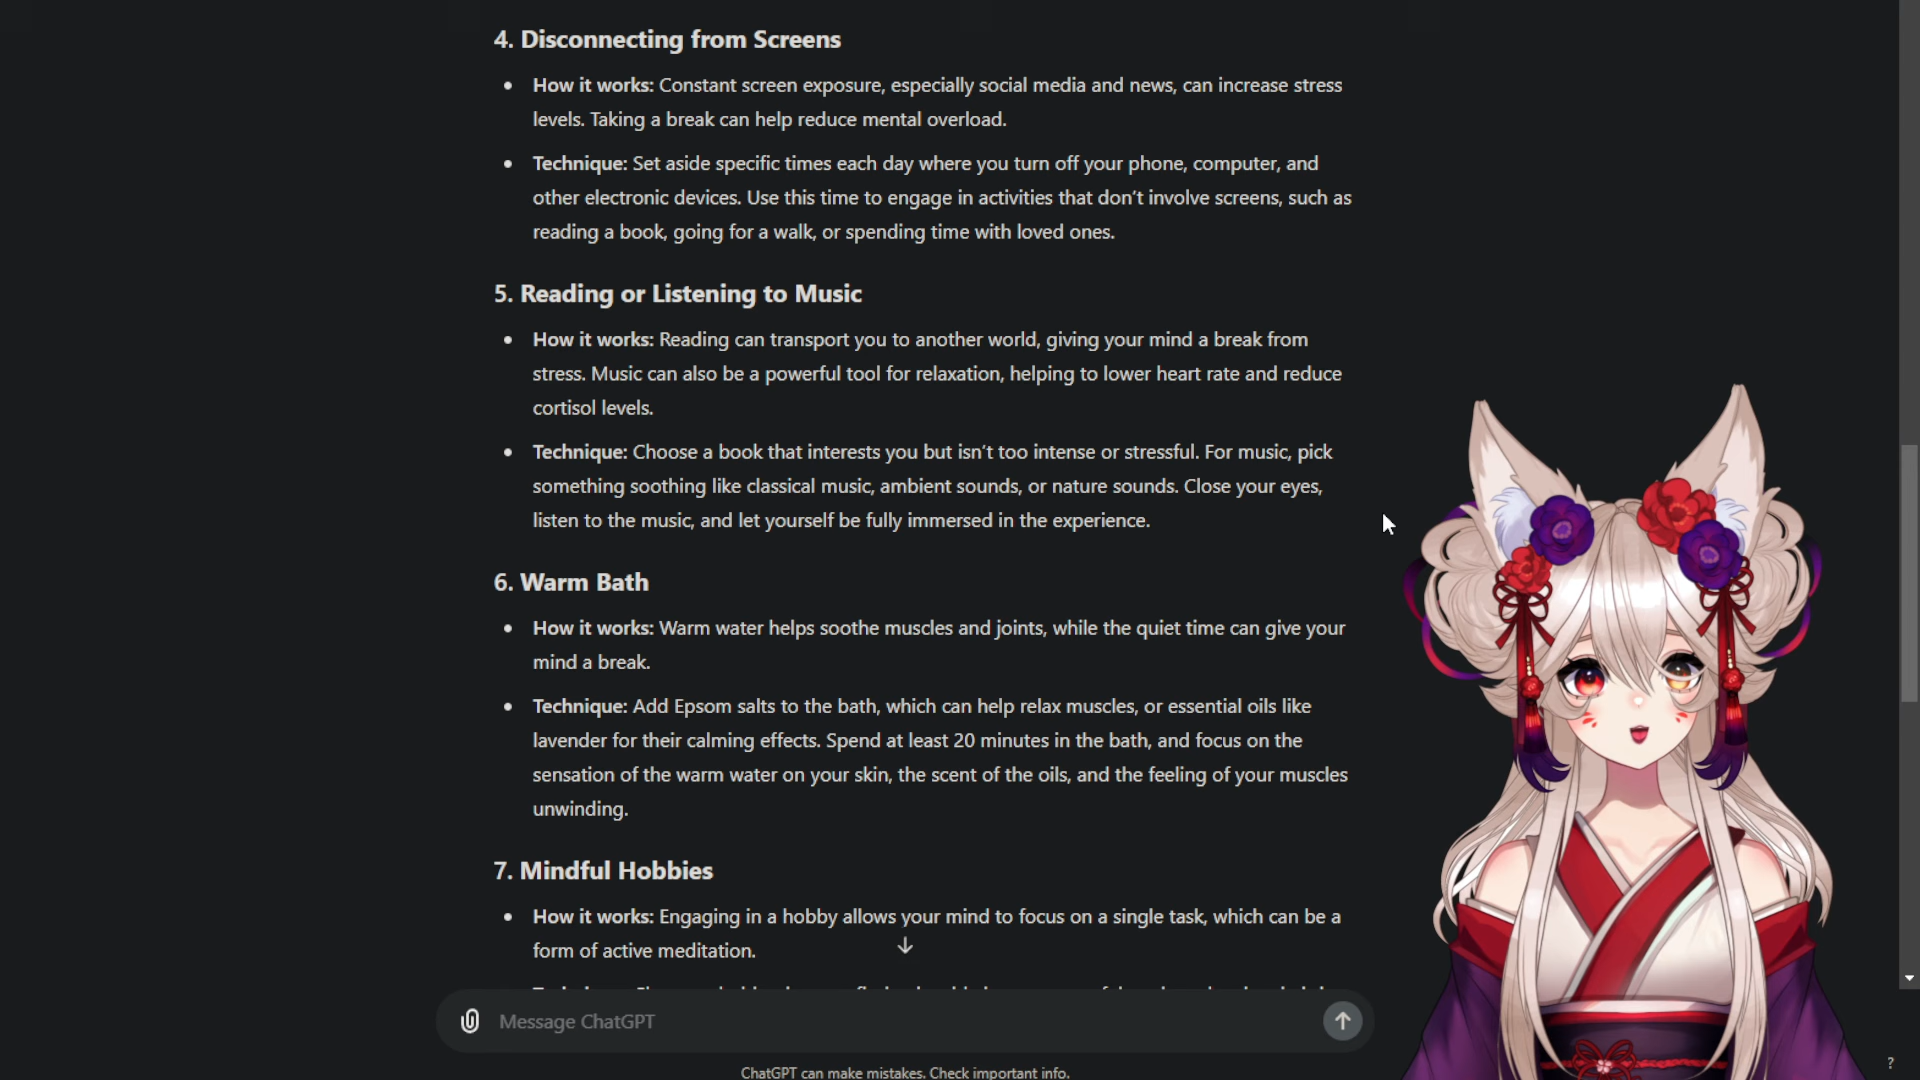 4. Disconnecting from Screens
• How it works: Constant screen exposure, especially social media and news, can increase stress
levels. Taking a break can help reduce mental overload.
• Technique: Set aside specific times each day where you turn off your phone, computer, and
other electronic devices. Use this time to engage in activities that don't involve screens, such as
reading a book, going for a walk, or spending time with loved ones.
5. Reading or Listening to Music
• How it works: Reading can transport you to another world, giving your mind a break from
stress. Music can also be a powerful tool for relaxation, helping to lower heart rate and reduce
cortisol levels.
• Technique: Choose a book that interests you but isn't too intense or stressful. For music, pick
something soothing like classical music, ambient sounds, or nature sounds. Close your eyes,
listen to the music, and let yourself be fully immersed in the experience.
6. Warm Bath
• How it works: Warm water helps soothe muscles and joints, while the quiet time can give your
mind a break.
• Technique: Add Epsom salts to the bath, which can help relax muscles, or essential oils like
lavender for their calming effects. Spend at least 20 minutes in the bath, and focus on the
sensation of the warm water on your skin, the scent of the oils, and the feeling of your muscles
unwinding.
7. Mindful Hobbies
• How it works: Engaging in a hobby allows your mind to focus on a single task, which can be a
form of active meditation.
Message ChatGPT
ChatGPT can make mistakes. Check important info.
?